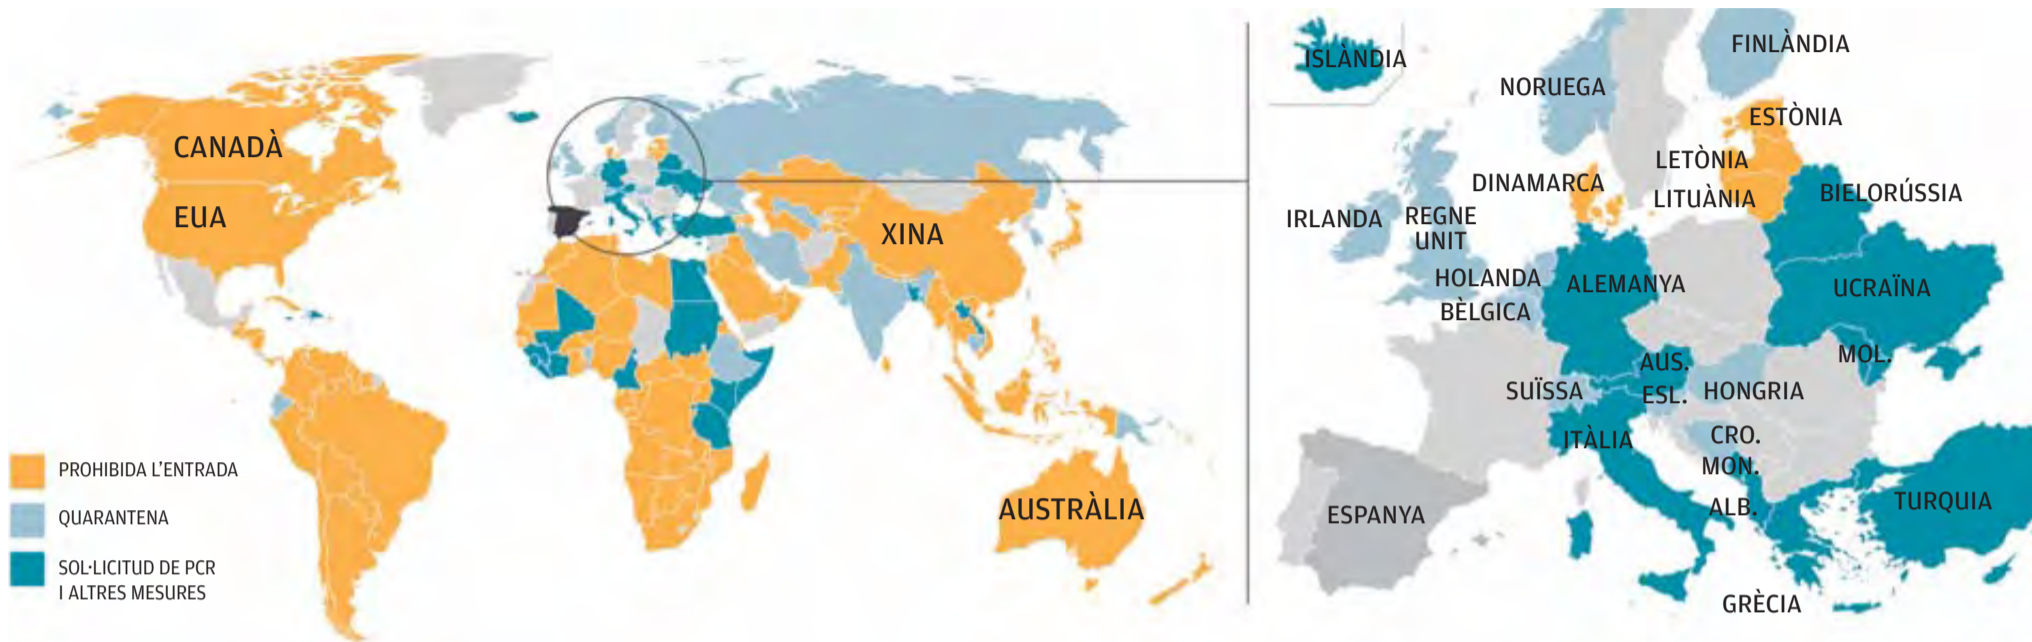 CANADÀ
EUA
XINA
AUSTRÀLIA
PROHIBIDA L'ENTRADA
QUARANTENA
SOL·LICITUD DE PCR
I ALTRES MESURES
ISLÀNDIA
FINLÀNDIA
NORUEGA
ESTÒNIA
LETÒNIA
DINAMARCA
LITUÀNIA
BIELORÚSSIA
IRLANDA
REGNE
UNIT
HOLANDA
ALEMANYA
UCRAÏNA
BÈLGICA
AUS.
MOL.
SUÏSSA
ESL.
HONGRIA
CRO.
ITÀLIA
MON.
ALB.
TURQUIA
ESPANYA
GRÈCIA